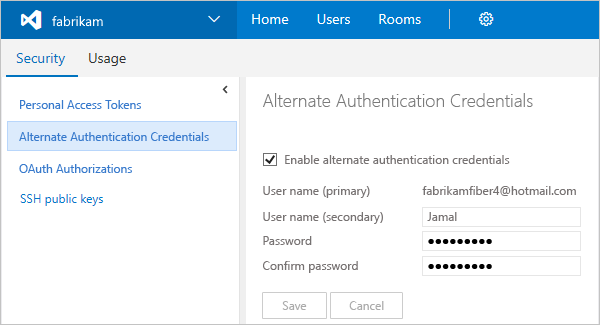 fabrikam Home Users Rooms
Security Usage
Personal Access Tokens
Alternate Authentication Credentials
OAuth Authorizations
SSH public keys
Alternate Authentication Credentials
Enable alternate authentication credentials
User name (primary) fabrikamfiber4@hotmail.com
User name (secondary) Jamal
Password ●●●●●●●●●
Confirm password ●●●●●●●●●
Save Cancel